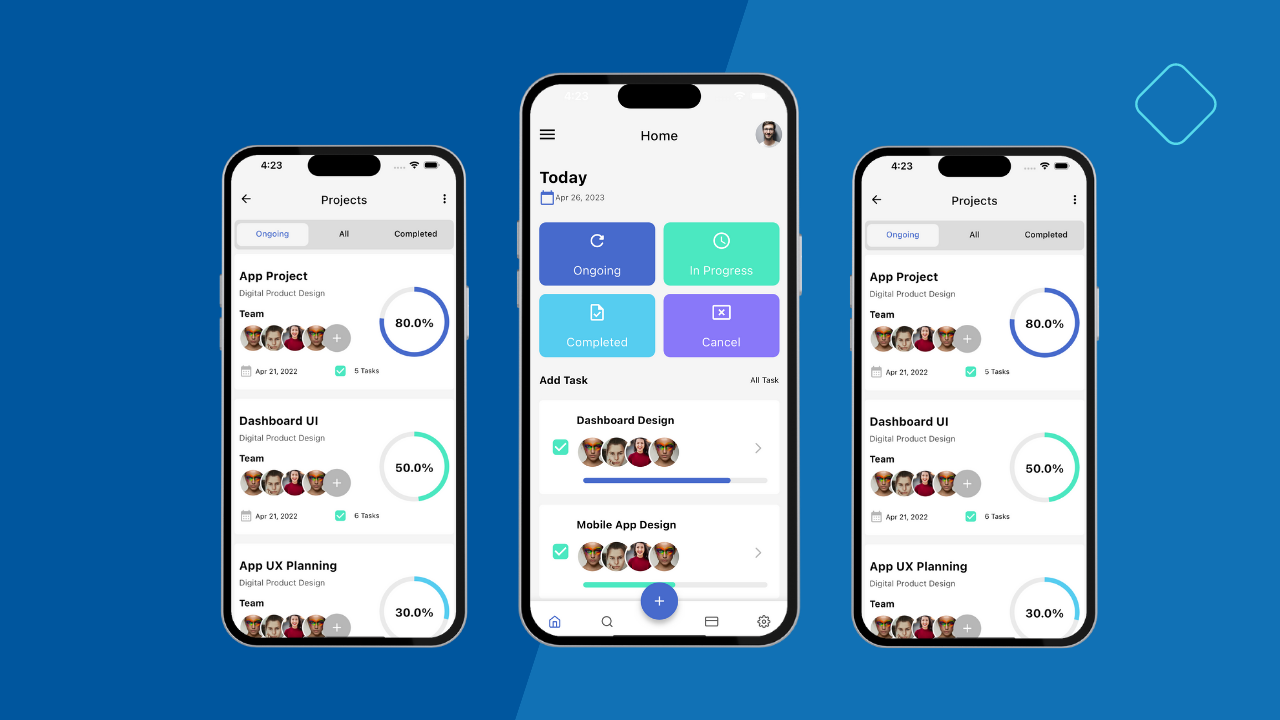 4:23
Projects
Ongoing All Completed
App Project
Digital Product Design
Team
80.0%
Apr 21, 2022 5 Tasks
Dashboard UI
Digital Product Design
Team
50.0%
Apr 21, 2022 6 Tasks
App UX Planning
Digital Product Design
Team
30.0%
4:23
Home
Today
Apr 26, 2023
Ongoing In Progress
Completed Cancel
Add Task All Task
Dashboard Design
Mobile App Design
4:23
Projects
Ongoing All Completed
App Project
Digital Product Design
Team
80.0%
Apr 21, 2022 5 Tasks
Dashboard UI
Digital Product Design
Team
50.0%
Apr 21, 2022 6 Tasks
App UX Planning
Digital Product Design
Team
30.0%